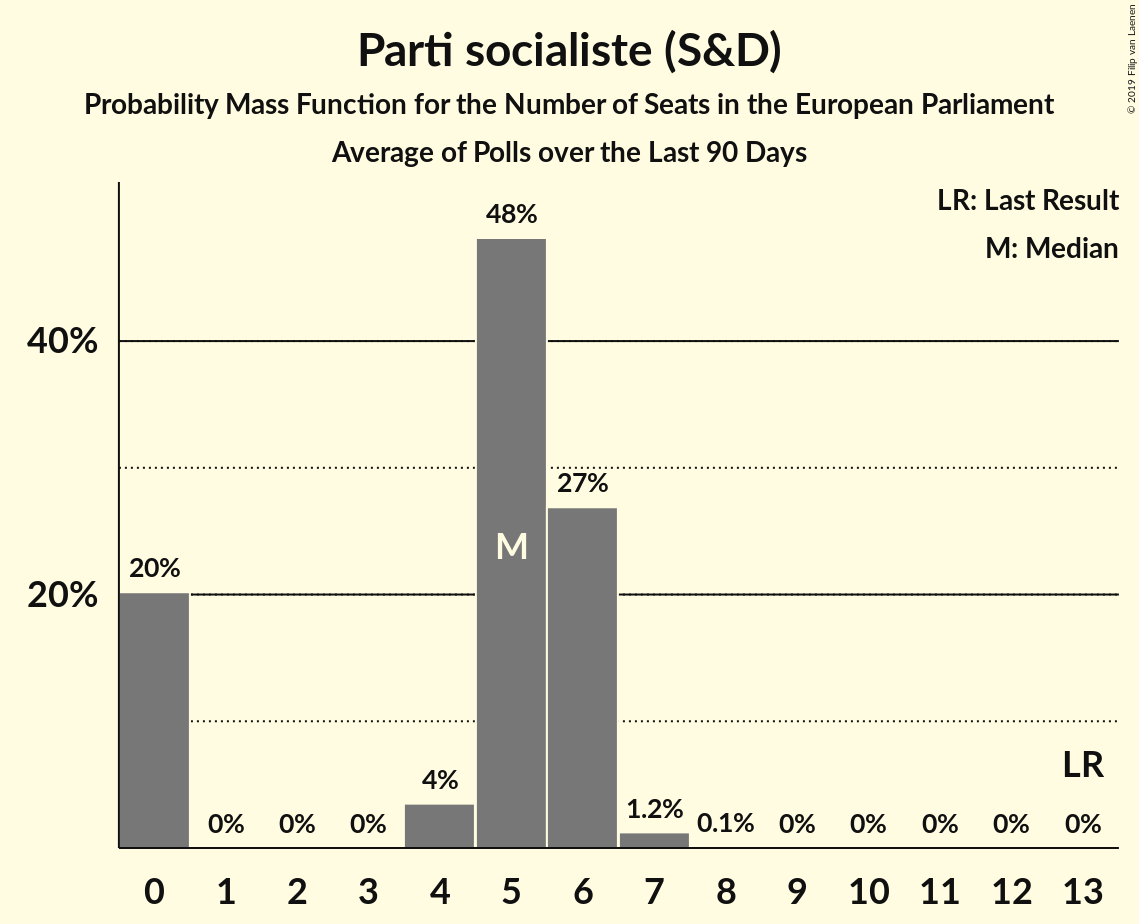 Parti socialiste (S&D)
Probability Mass Function for the Number of Seats in the European Parliament
Average of Polls over the Last 90 Days
© 2019 Filip van Laenen
LR: Last Result
M: Median
48%
40%
27%
M
20%
20%
LR
4%
1.2%
0.1%
0% 0% 0% 0% 0% 0% 0% 0%
0 1 2 3 4 5 6 7 8 9 10 11 12 13